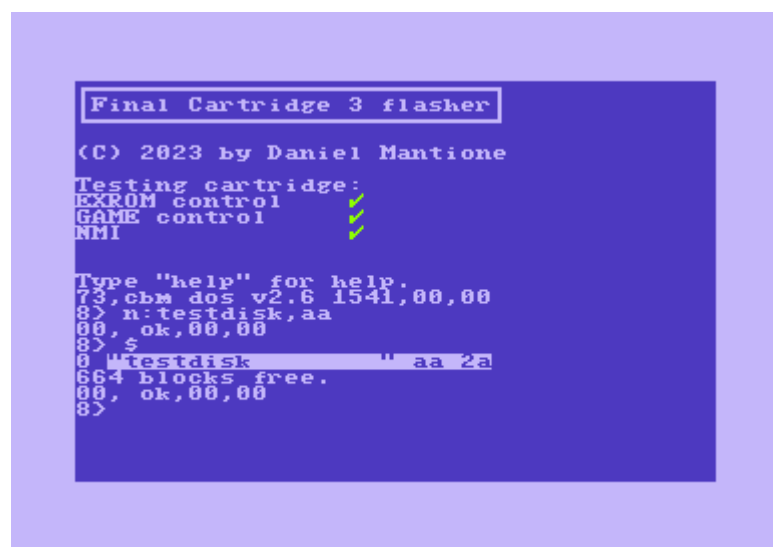 Final Cartridge 3 flasher
(C) 2023 by Daniel Mantione
Testing cartridge:
EXROM control ✔
GAME control ✔
NMI ✔
Type "help" for help.
73,cbm dos v2.6 1541,00,00
8> n:testdisk,aa
00, ok,00,00
8> $
0 "testdisk        " aa 2a
664 blocks free.
00, ok,00,00
8>